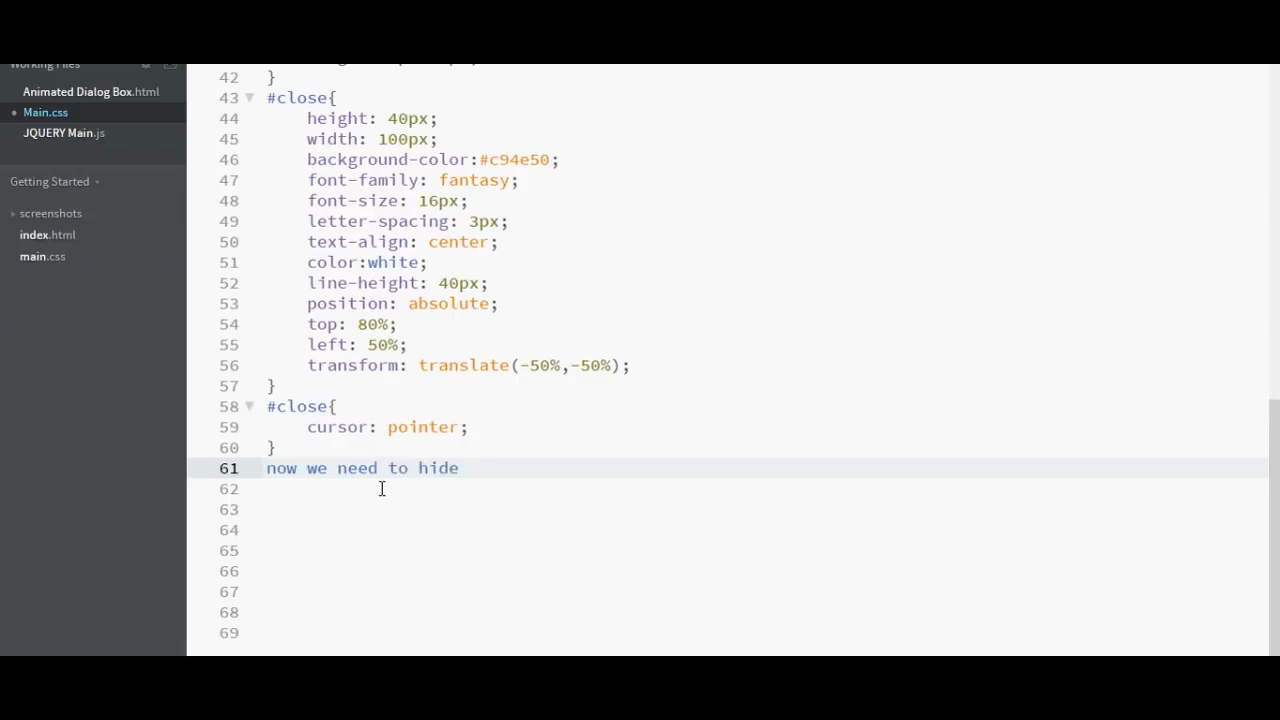 Working Files
Animated Dialog Box.html
Main.css
JQUERY Main.js
Getting Started
screenshots
index.html
main.css
42 }
43 #close{
44 height: 40px;
45 width: 100px;
46 background-color:#c94e50;
47 font-family: fantasy;
48 font-size: 16px;
49 letter-spacing: 3px;
50 text-align: center;
51 color:white;
52 line-height: 40px;
53 position: absolute;
54 top: 80%;
55 left: 50%;
56 transform: translate(-50%,-50%);
57 }
58 #close{
59 cursor: pointer;
60 }
61 now we need to hide
62
63
64
65
66
67
68
69